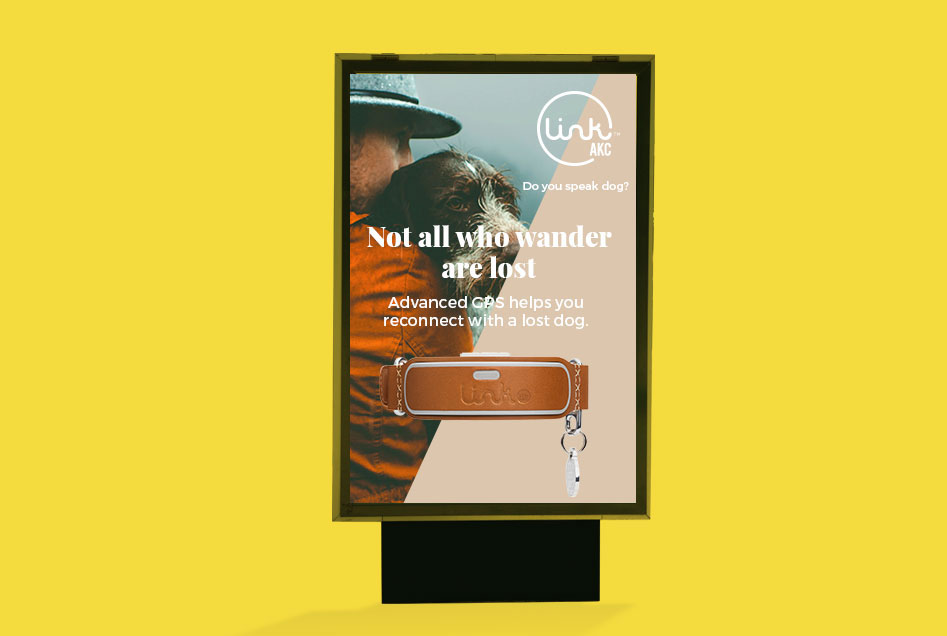 Link
™
AKC
Do you speak dog?
Not all who wander
are lost
Advanced GPS helps you
reconnect with a lost dog.
link